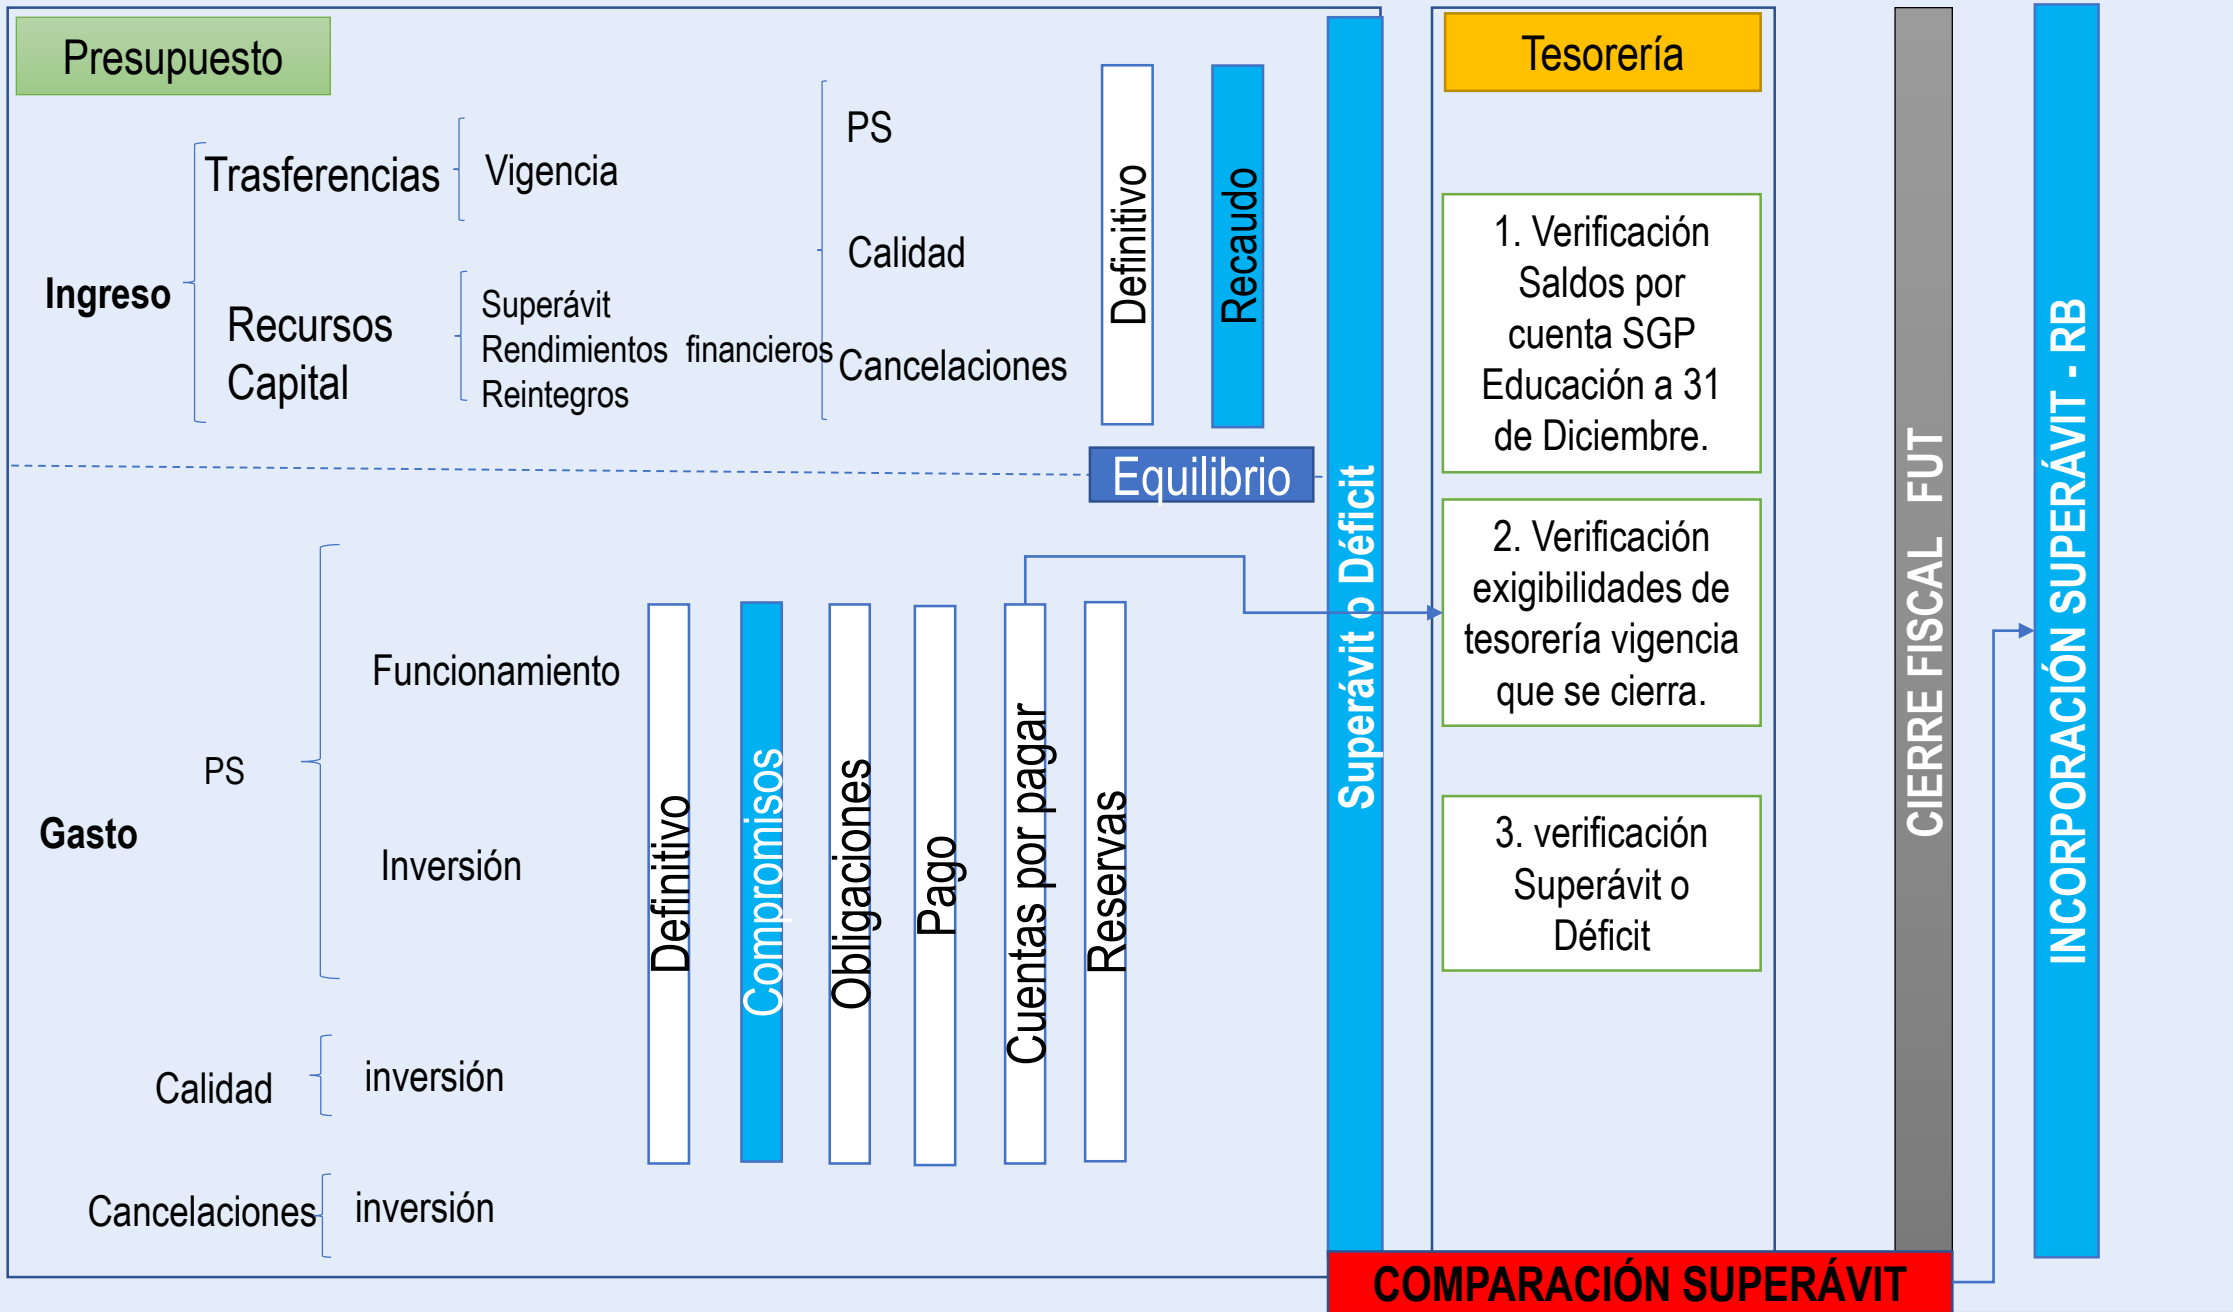 Presupuesto
Ingreso
Trasferencias
Vigencia
Recursos
Capital
Superávit
Rendimientos financieros
Reintegros
PS
Calidad
Cancelaciones
Definitivo
Recaudo
Equilibrio
Gasto
PS
Funcionamiento
Inversión
Calidad
inversión
Cancelaciones
inversión
Definitivo
Compromisos
Obligaciones
Pago
Cuentas por pagar
Reservas
Superávit o Déficit
Tesorería
1. Verificación
Saldos por
cuenta SGP
Educación a 31
de Diciembre.
2. Verificación
exigibilidades de
tesorería vigencia
que se cierra.
3. verificación
Superávit o
Déficit
CIERRE FISCAL FUT
INCORPORACIÓN SUPERÁVIT - RB
COMPARACIÓN SUPERÁVIT